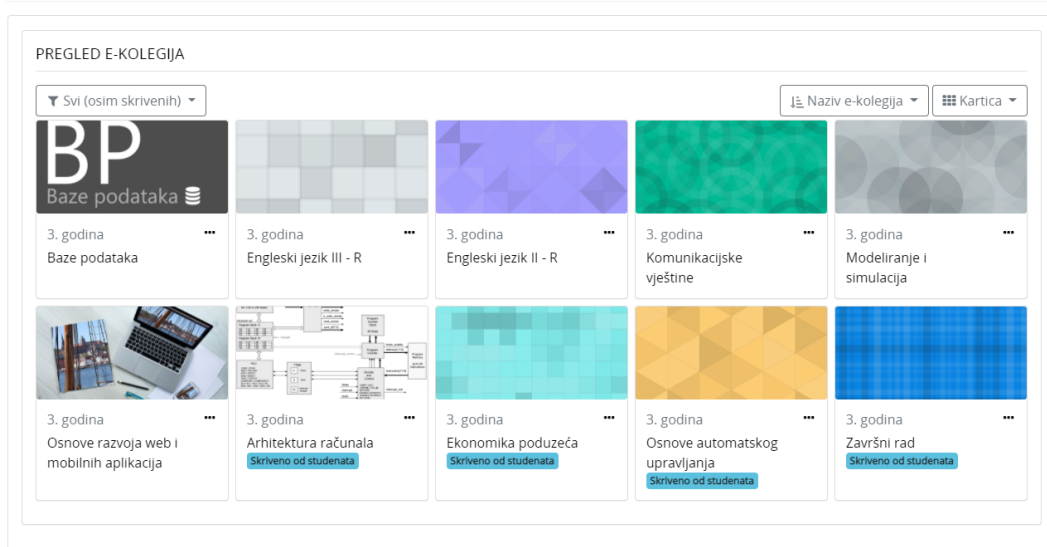 PREGLED E-KOLEGIJA
Svi (osim skrivenih)
Naziv e-kolegija
Kartica
BP
Baze podataka
3. godina
Baze podataka
3. godina
Engleski jezik III - R
3. godina
Engleski jezik II - R
3. godina
Komunikacijske
vještine
3. godina
Modeliranje i
simulacija
3. godina
Osnove razvoja web i
mobilnih aplikacija
3. godina
Arhitektura računala
Skriveno od studenata
3. godina
Ekonomika poduzeća
Skriveno od studenata
3. godina
Osnove automatskog
upravljanja
Skriveno od studenata
3. godina
Završni rad
Skriveno od studenata